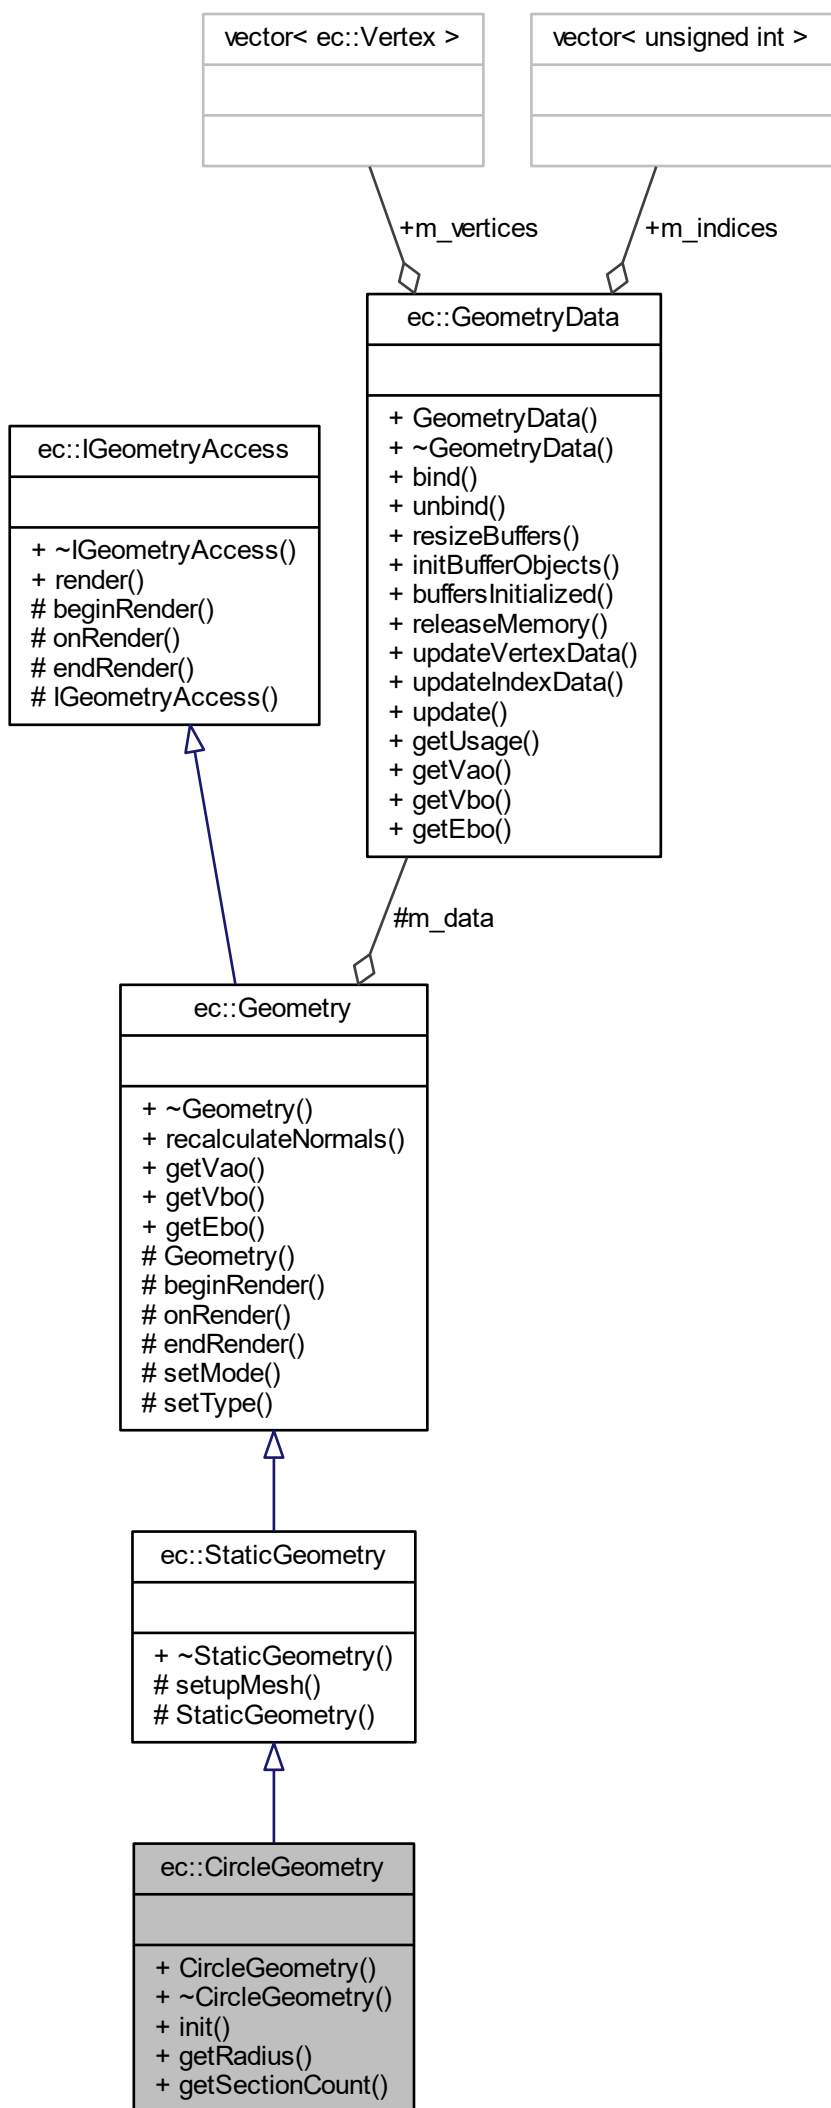 vector< ec::Vertex >
vector< unsigned int >
+m_vertices
+m_indices
ec::GeometryData
+ GeometryData()
+ ~GeometryData()
+ bind()
+ unbind()
+ resizeBuffers()
+ initBufferObjects()
+ buffersInitialized()
+ releaseMemory()
+ updateVertexData()
+ updateIndexData()
+ update()
+ getUsage()
+ getVao()
+ getVbo()
+ getEbo()
ec::IGeometryAccess
+ ~IGeometryAccess()
+ render()
# beginRender()
# onRender()
# endRender()
# IGeometryAccess()
#m_data
ec::Geometry
+ ~Geometry()
+ recalculateNormals()
+ getVao()
+ getVbo()
+ getEbo()
# Geometry()
# beginRender()
# onRender()
# endRender()
# setMode()
# setType()
ec::StaticGeometry
+ ~StaticGeometry()
# setupMesh()
# StaticGeometry()
ec::CircleGeometry
+ CircleGeometry()
+ ~CircleGeometry()
+ init()
+ getRadius()
+ getSectionCount()